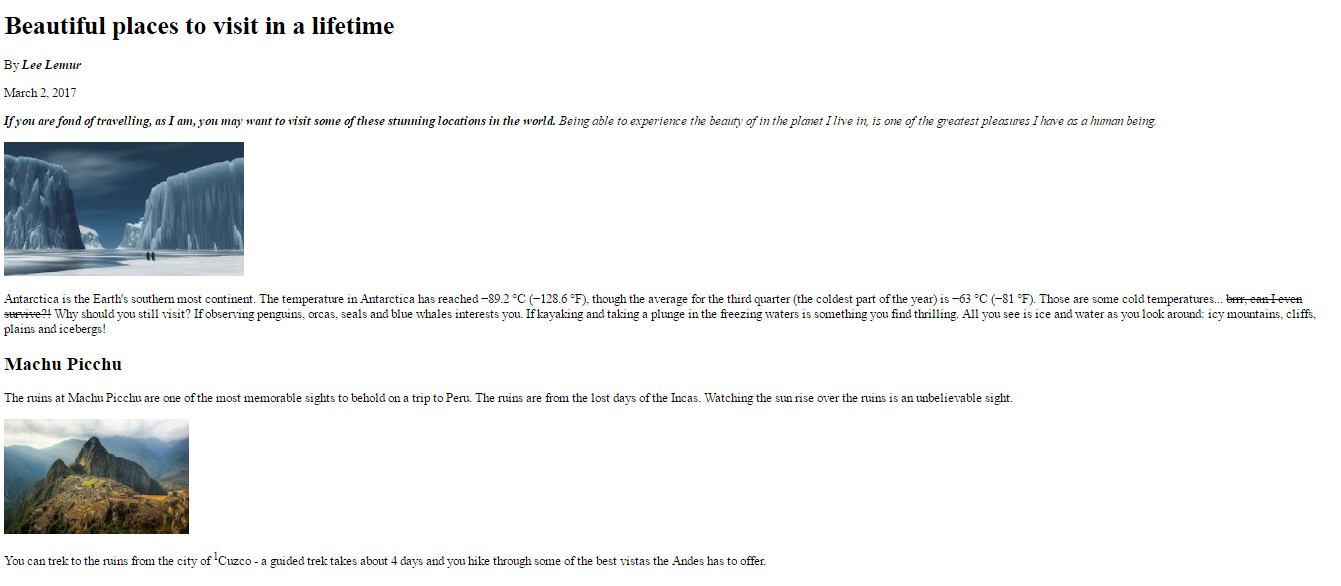 Beautiful places to visit in a lifetime
By Lee Lemur
March 2, 2017
If you are fond of travelling, as I am, you may want to visit some of these stunning locations in the world. Being able to experience the beauty of in the planet I live in, is one of the greatest pleasures I have as a human being.
Antarctica is the Earth's southern most continent. The temperature in Antarctica has reached −89.2 °C (−128.6 °F), though the average for the third quarter (the coldest part of the year) is −63 °C (−81 °F). Those are some cold temperatures... brrr, can I even
survive?! Why should you still visit? If observing penguins, orcas, seals and blue whales interests you. If kayaking and taking a plunge in the freezing waters is something you find thrilling. All you see is ice and water as you look around: icy mountains, cliffs,
plains and icebergs!
Machu Picchu
The ruins at Machu Picchu are one of the most memorable sights to behold on a trip to Peru. The ruins are from the lost days of the Incas. Watching the sun rise over the ruins is an unbelievable sight.
You can trek to the ruins from the city of ¹Cuzco - a guided trek takes about 4 days and you hike through some of the best vistas the Andes has to offer.